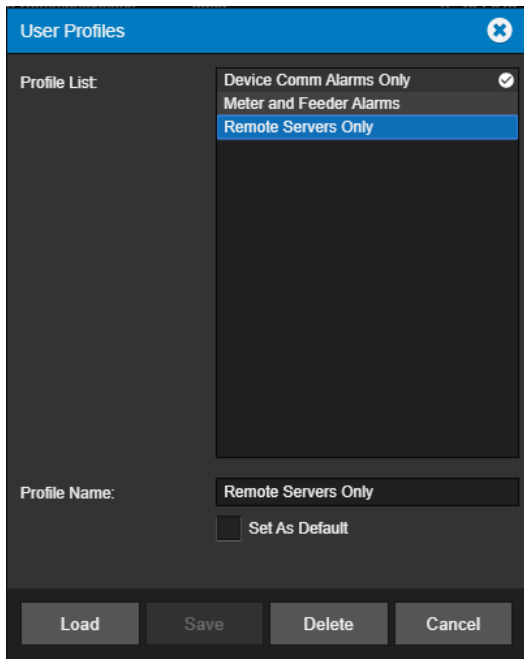 User Profiles
Profile List:
Device Comm Alarms Only
Meter and Feeder Alarms
Remote Servers Only
Profile Name:
Remote Servers Only
Set As Default
Load
Save
Delete
Cancel